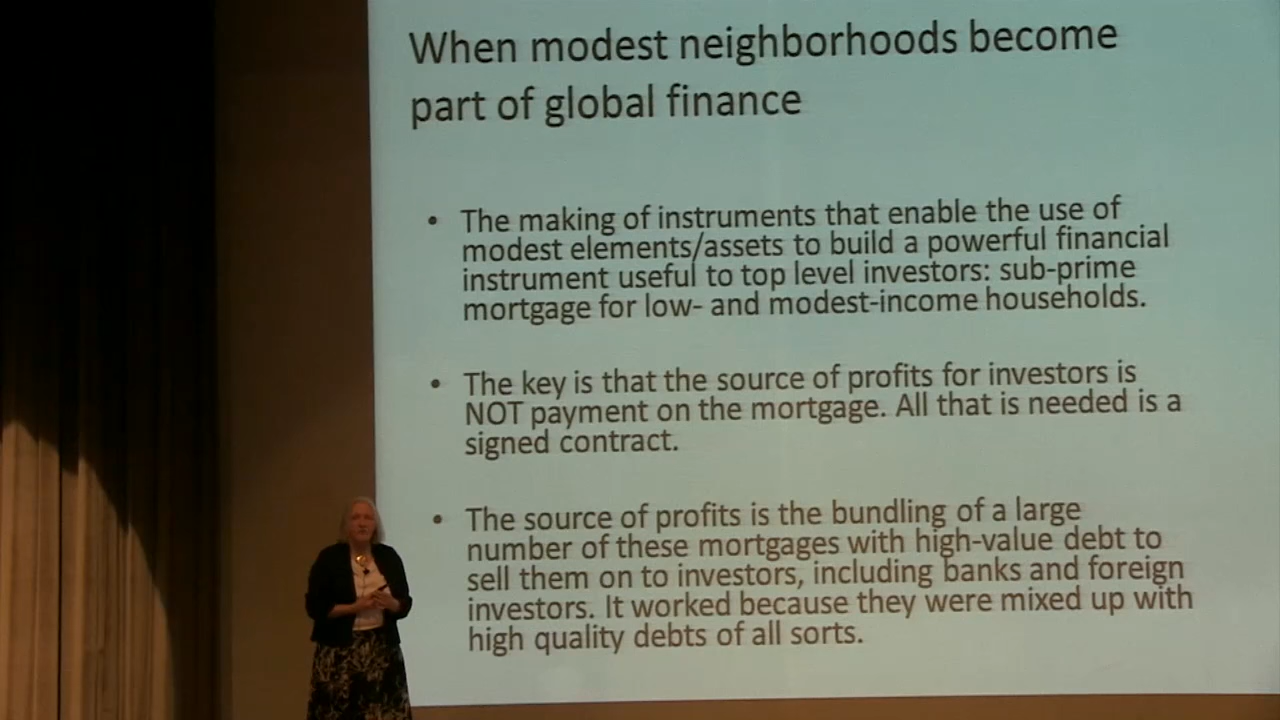 When modest neighborhoods become
part of global finance
• The making of instruments that enable the use of
modest elements/assets to build a powerful financial
instrument useful to top level investors: sub-prime
mortgage for low- and modest-income households.
• The key is that the source of profits for investors is
NOT payment on the mortgage. All that is needed is a
signed contract.
• The source of profits is the bundling of a large
number of these mortgages with high-value debt to
sell them on to investors, including banks and foreign
investors. It worked because they were mixed up with
high quality debts of all sorts.